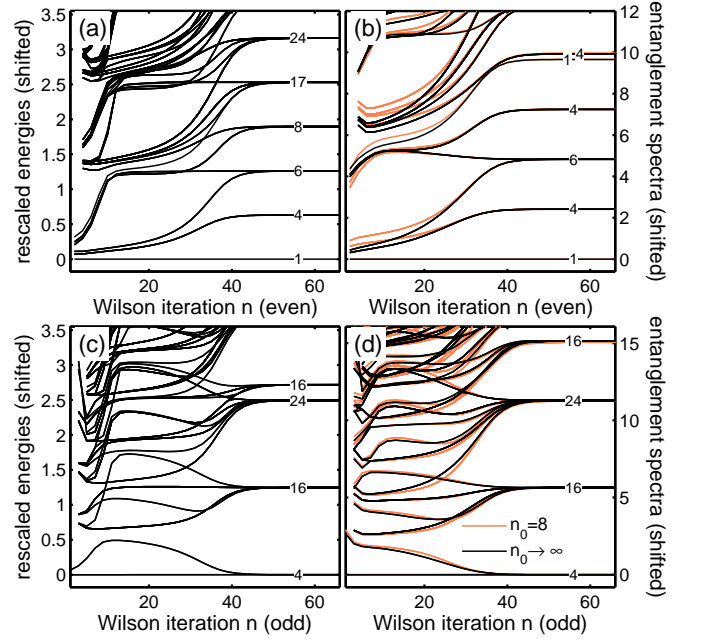 (a)
rescaled energies (shifted)
3.5
3
2.5
2
1.5
1
0.5
0
24
17
8
6
4
1
20 40 60
Wilson iteration n (even)
(b)
entanglement spectra (shifted)
12
10
8
6
4
2
0
4
1
4
6
4
1
20 40 60
Wilson iteration n (even)
(c)
rescaled energies (shifted)
3.5
3
2.5
2
1.5
1
0.5
0
16
24
16
4
20 40 60
Wilson iteration n (odd)
(d)
entanglement spectra (shifted)
15
10
5
0
16
24
16
4
n₀=8
n₀→ ∞
20 40 60
Wilson iteration n (odd)